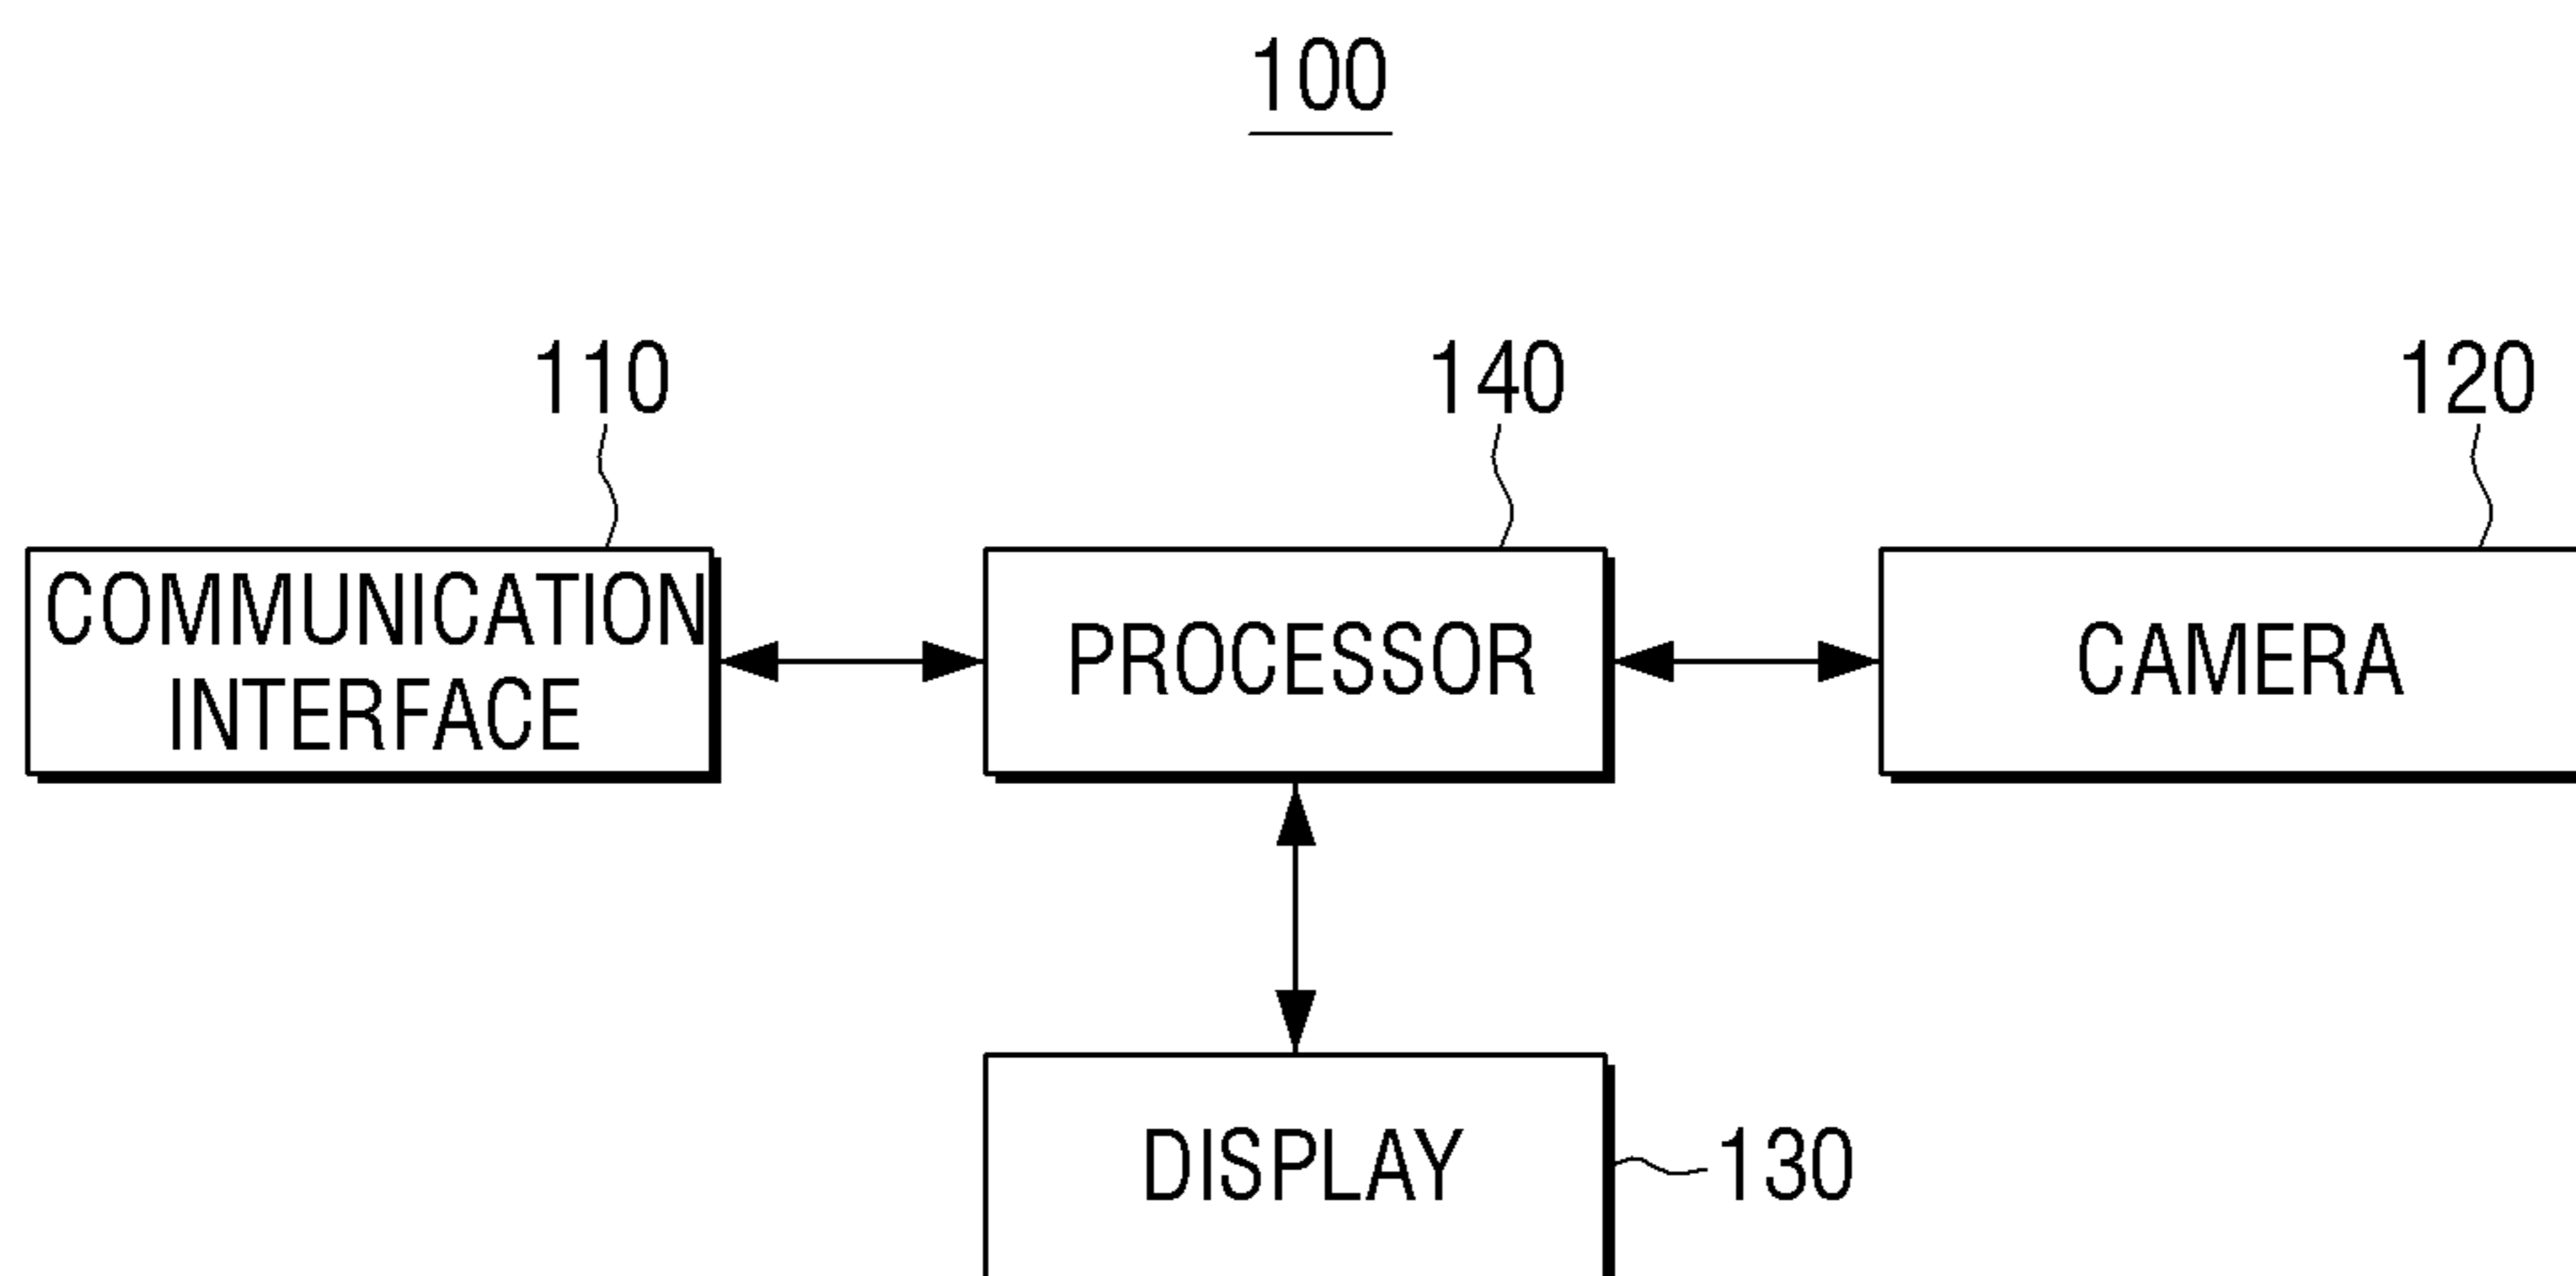 100
110
140
120
COMMUNICATION
INTERFACE
PROCESSOR
CAMERA
DISPLAY
130